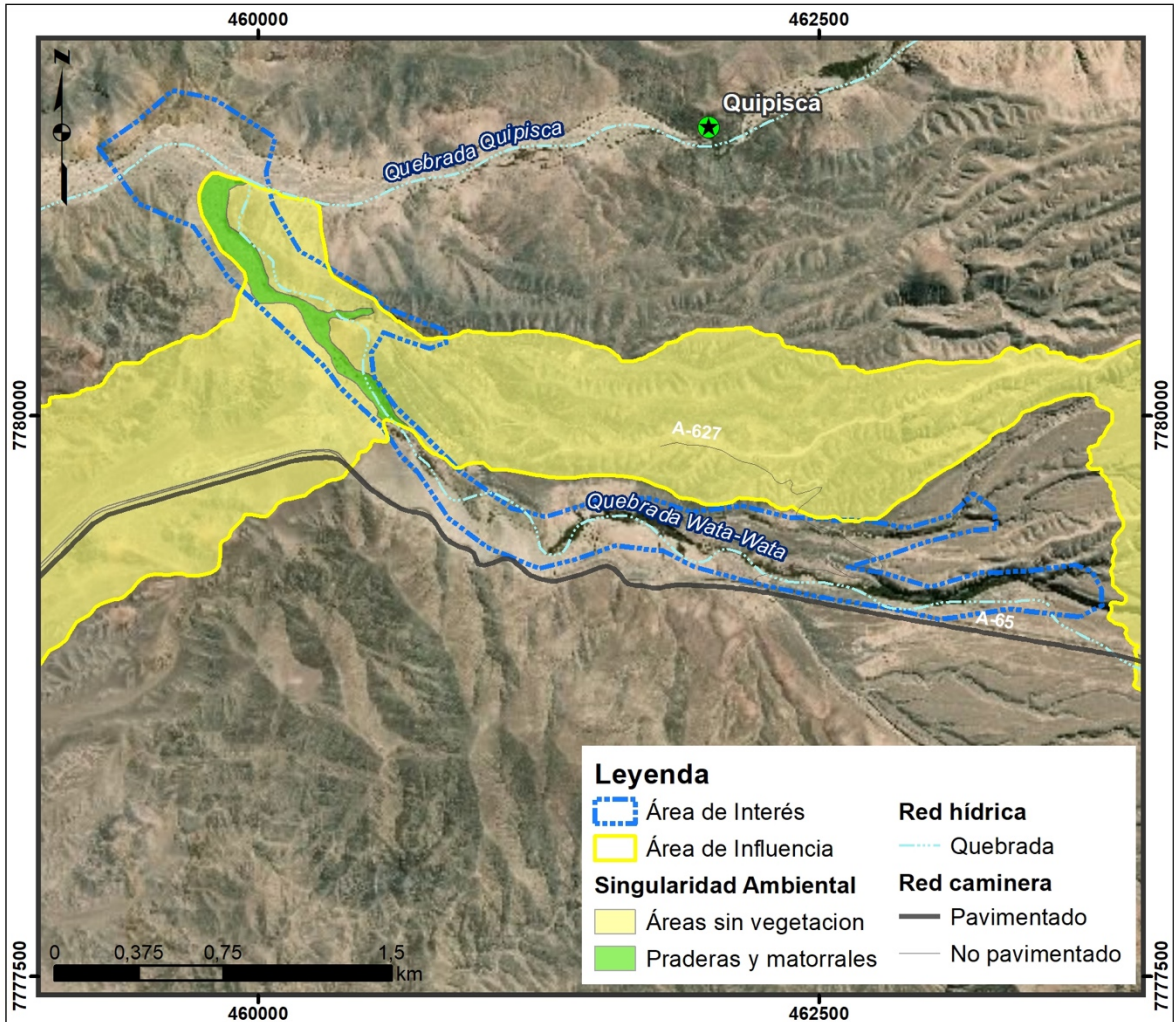 460000
462500
N
Quipisca
Quebrada Quipisca
7780000
7780000
A-627
Quebrada Wata-Wata
A-65
Leyenda
Área de Interés
Área de Influencia
Singularidad Ambiental
Áreas sin vegetacion
Praderas y matorrales
Red hídrica
Quebrada
Red caminera
Pavimentado
No pavimentado
0 0,375 0,75 1,5
km
7777500
7777500
460000
462500